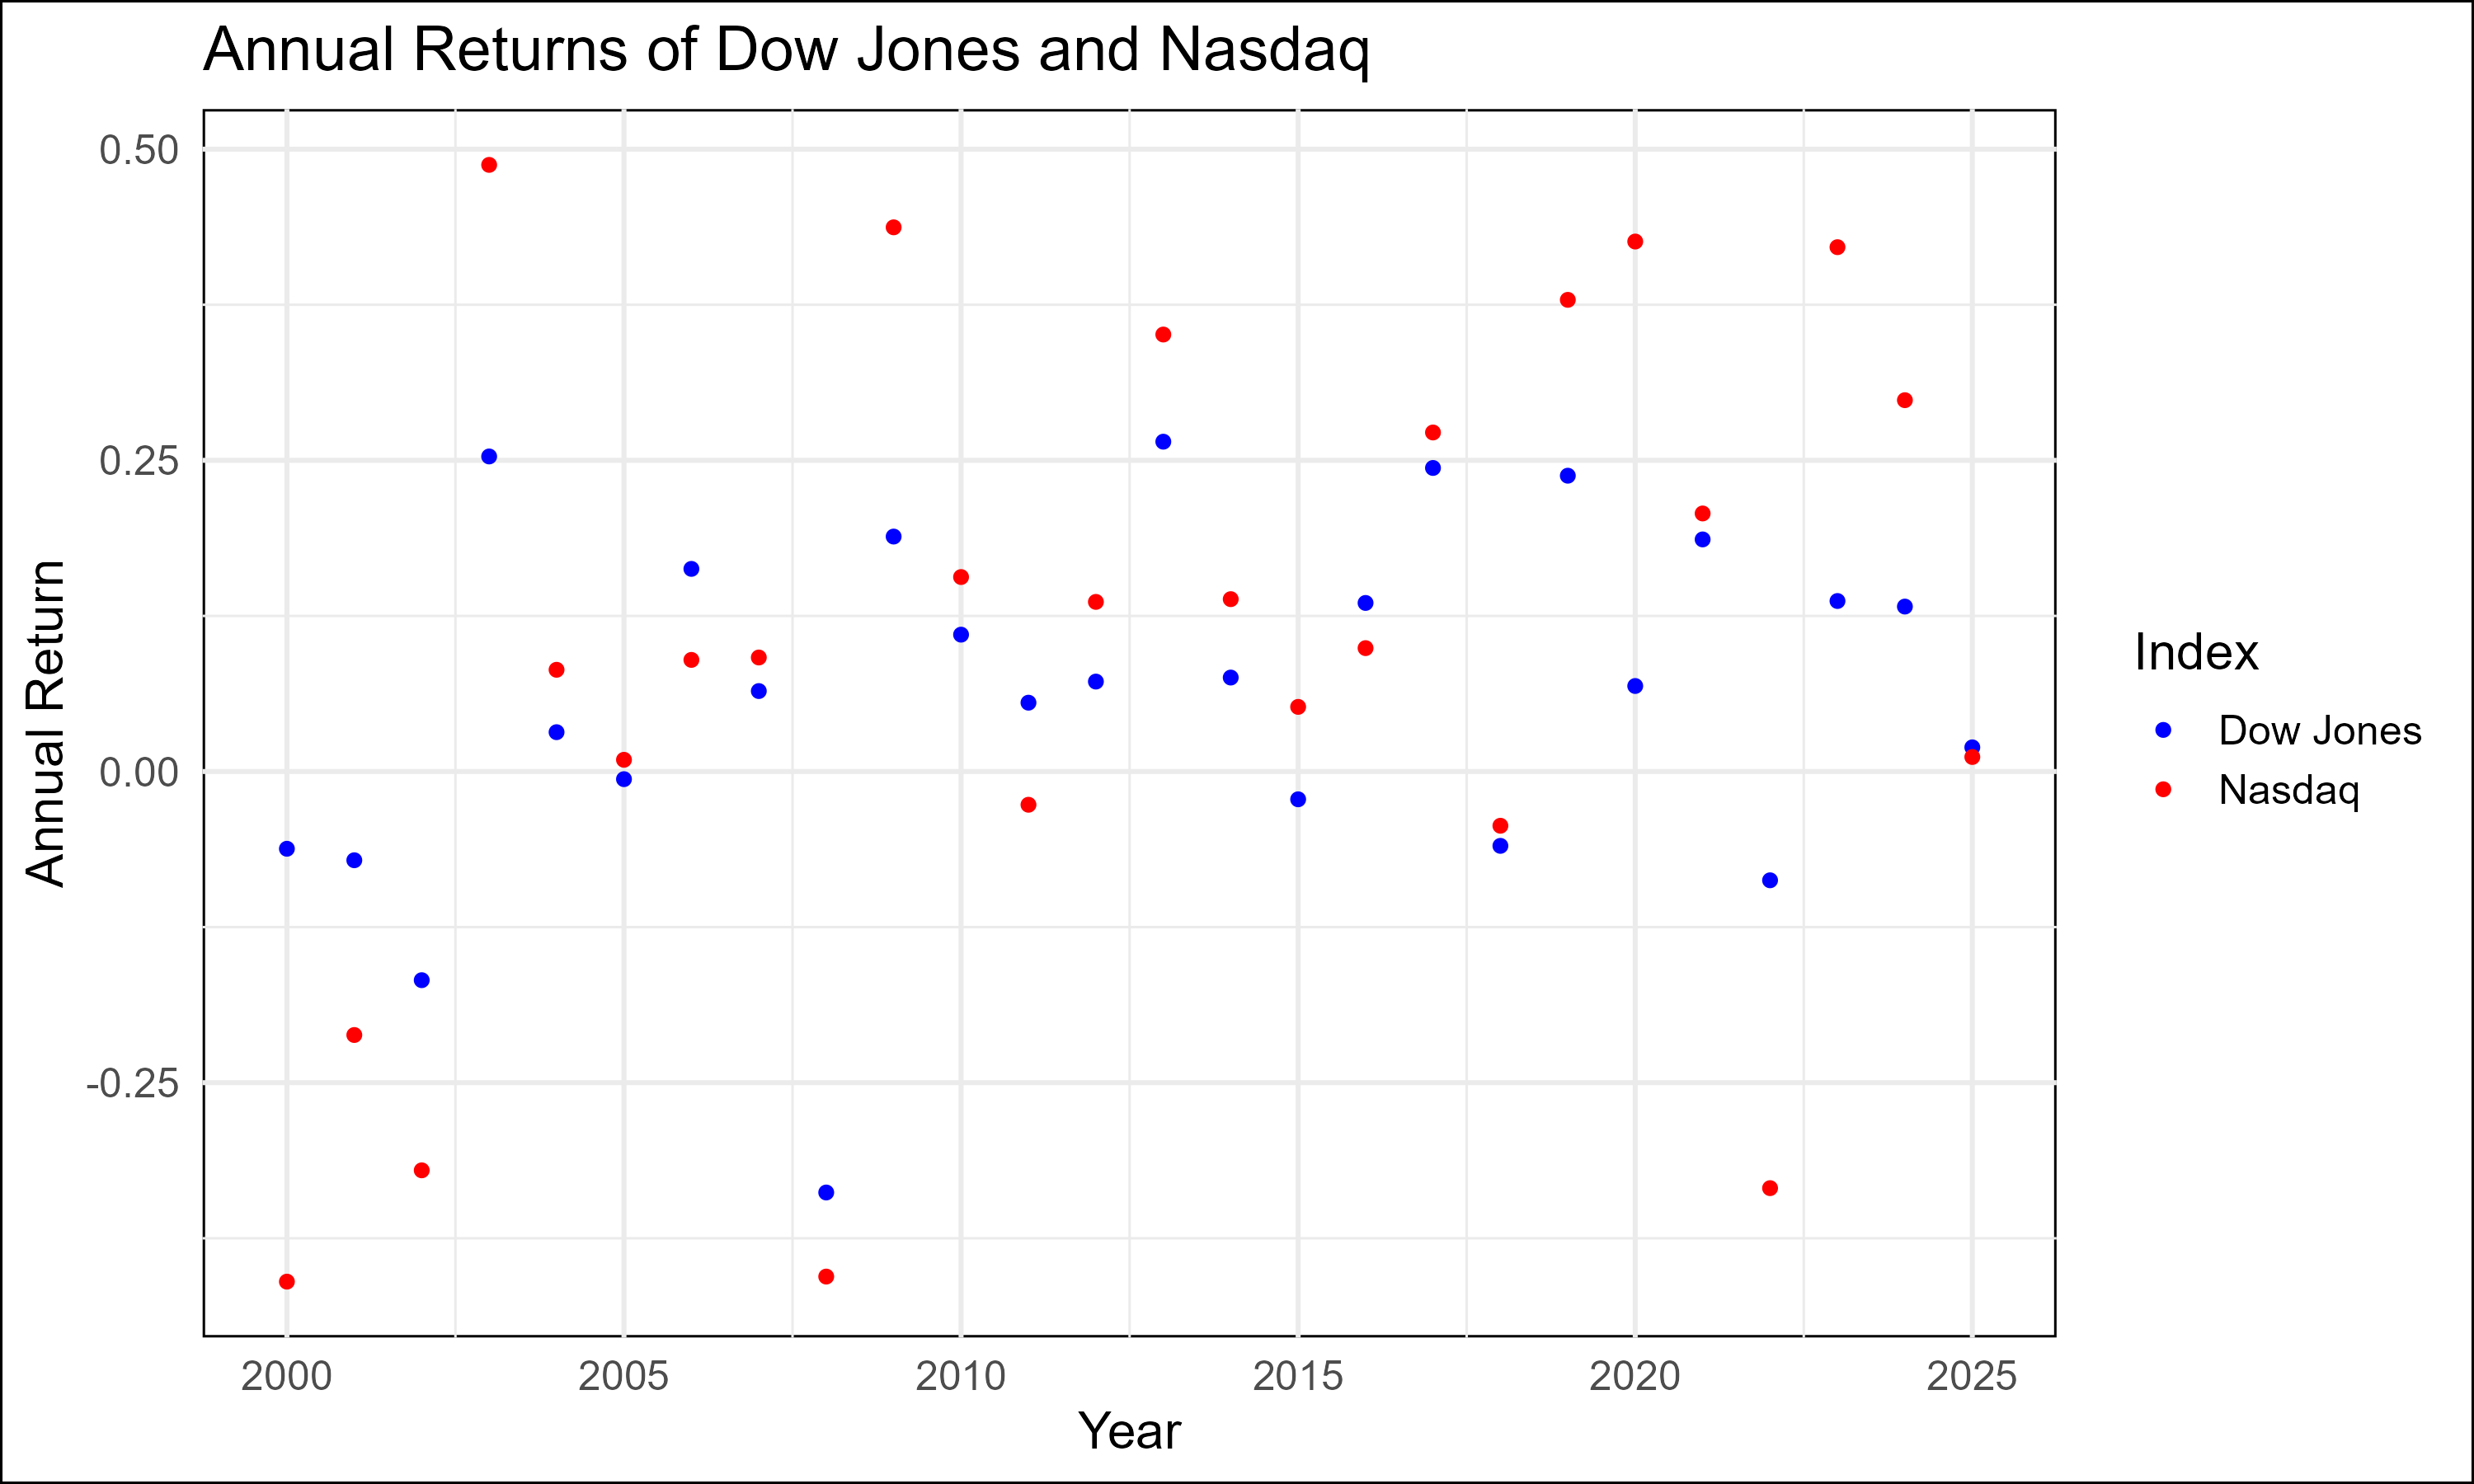 Annual Returns of Dow Jones and Nasdaq
0.50
0.25
0.00
-0.25
Annual Return
2000 2005 2010 2015 2020 2025
Year
Index
Dow Jones
Nasdaq